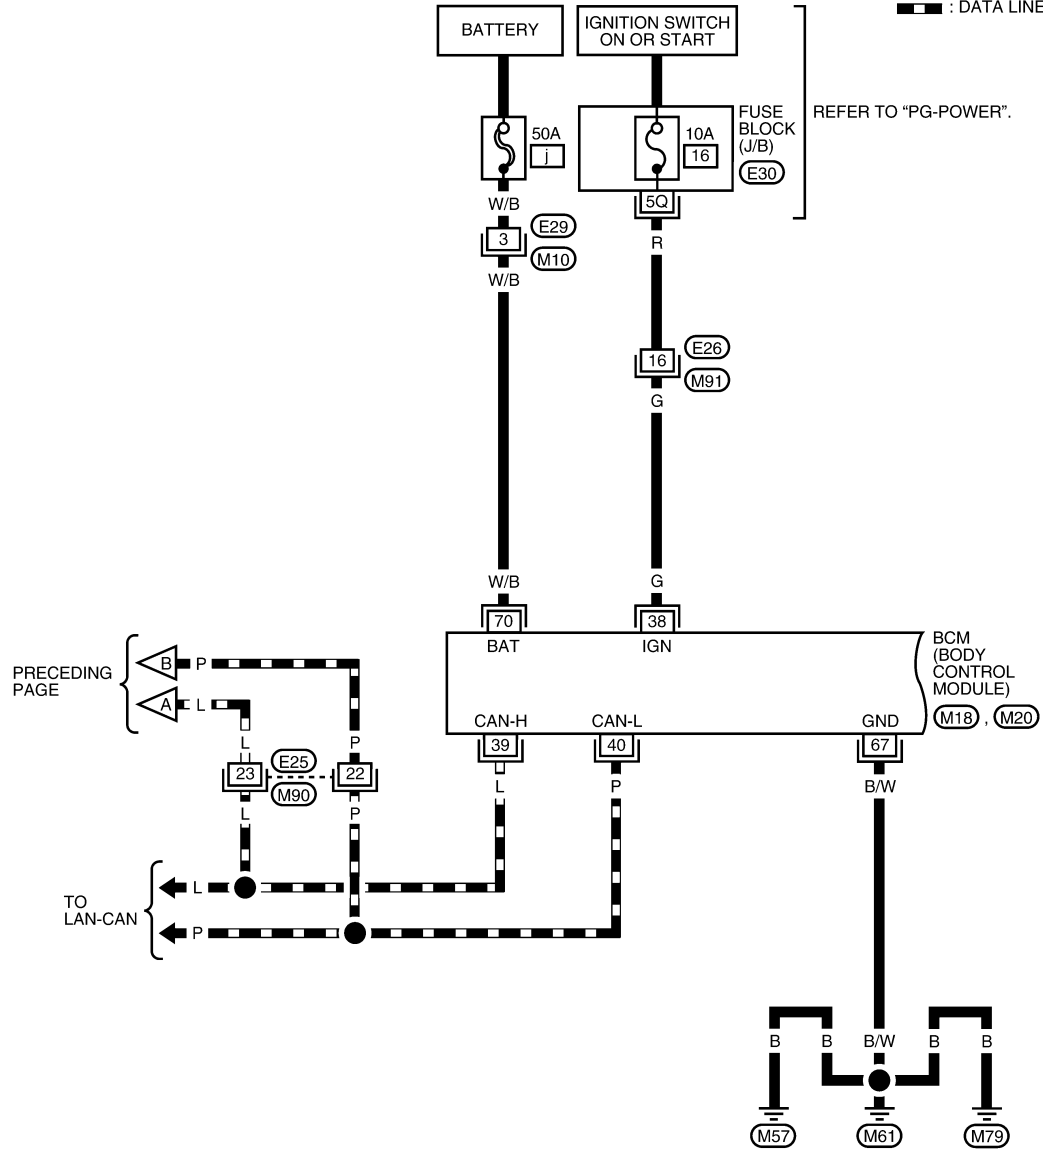 : DATA LINE
BATTERY
IGNITION SWITCH
ON OR START
50A
j
10A
16
FUSE
BLOCK
(J/B)
E30
REFER TO “PG-POWER”.
W/B
5Q
3
E29
M10
R
W/B
16
E26
M91
G
W/B
G
70
38
BAT
IGN
BCM
(BODY
CONTROL
MODULE)
M18 , M20
CAN-H
CAN-L
GND
39
40
67
PRECEDING
PAGE
B
P
A
L
L
P
23
E25
M90
22
L
P
L
P
B/W
TO
LAN-CAN
L
P
B
B
B/W
B
B
M57
M61
M79